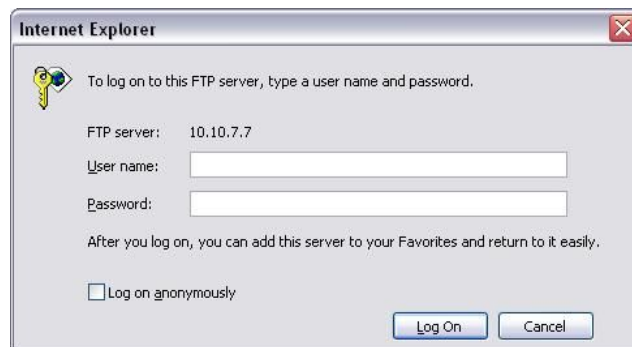 Internet Explorer
To log on to this FTP server, type a user name and password.
FTP server: 10.10.7.7
User name:
Password:
After you log on, you can add this server to your Favorites and return to it easily.
Log on anonymously
Log On Cancel